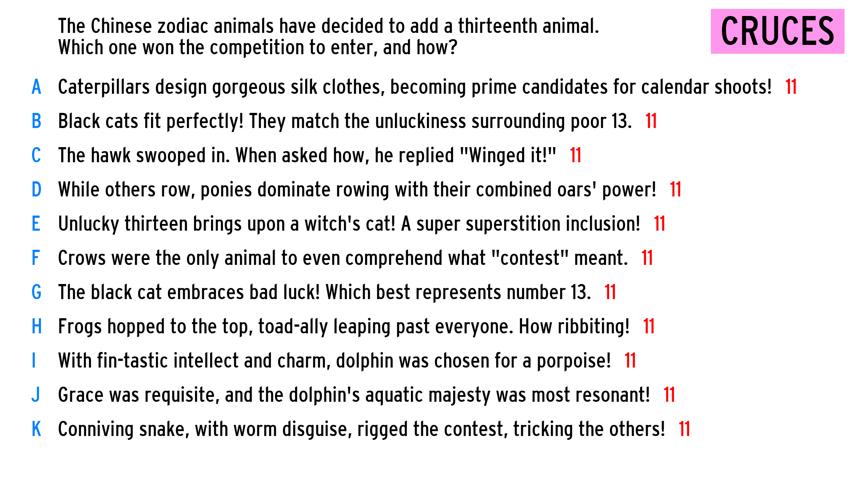 The Chinese zodiac animals have decided to add a thirteenth animal.
Which one won the competition to enter, and how?
CRUCES
A Caterpillars design gorgeous silk clothes, becoming prime candidates for calendar shoots! 11
B Black cats fit perfectly! They match the unluckiness surrounding poor 13. 11
C The hawk swooped in. When asked how, he replied "Winged it!" 11
D While others row, ponies dominate rowing with their combined oars' power! 11
E Unlucky thirteen brings upon a witch's cat! A super superstition inclusion! 11
F Crows were the only animal to even comprehend what "contest" meant. 11
G The black cat embraces bad luck! Which best represents number 13. 11
H Frogs hopped to the top, toad-ally leaping past everyone. How ribbiting! 11
I With fin-tastic intellect and charm, dolphin was chosen for a porpoise! 11
J Grace was requisite, and the dolphin's aquatic majesty was most resonant! 11
K Conniving snake, with worm disguise, rigged the contest, tricking the others! 11